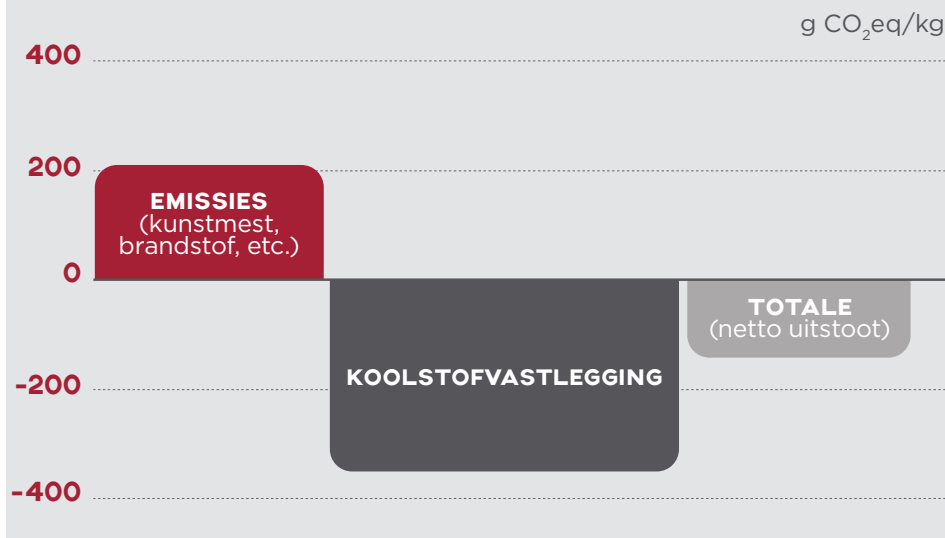 g CO₂eq/kg
400
200
EMISSIES
(kunstmest,
brandstof, etc.)
0
TOTALE
(netto uitstoot)
KOOLSTOFVASTLEGGING
-200
-400